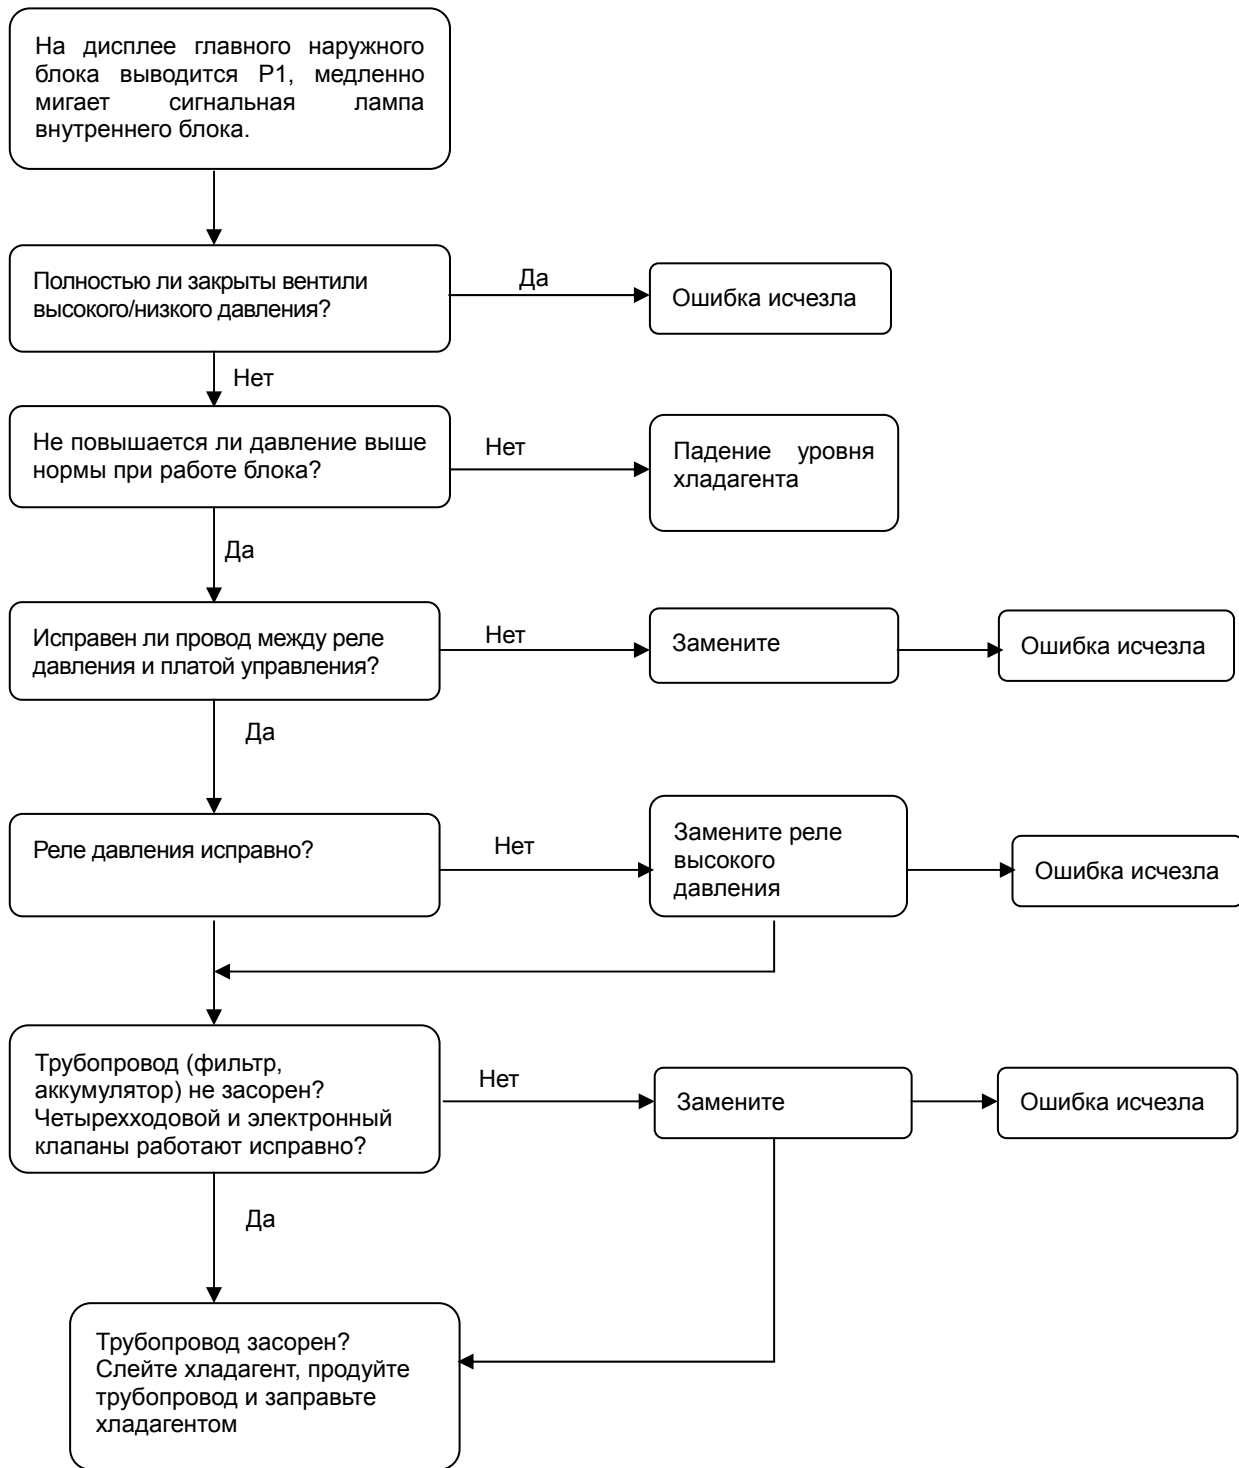 На дисплее главного наружного
блока выводится P1, медленно
мигает сигнальная лампа
внутреннего блока.
Полностью ли закрыты вентили
высокого/низкого давления?
Да
Ошибка исчезла
Нет
Не повышается ли давление выше
нормы при работе блока?
Нет
Падение уровня
хладагента
Да
Исправен ли провод между реле
давления и платой управления?
Нет
Замените
Ошибка исчезла
Да
Реле давления исправно?
Нет
Замените реле
высокого
давления
Ошибка исчезла
Трубопровод (фильтр,
аккумулятор) не засорен?
Четырехходовой и электронный
клапаны работают исправно?
Нет
Замените
Ошибка исчезла
Да
Трубопровод засорен?
Слейте хладагент, продуйте
трубопровод и заправьте
хладагентом